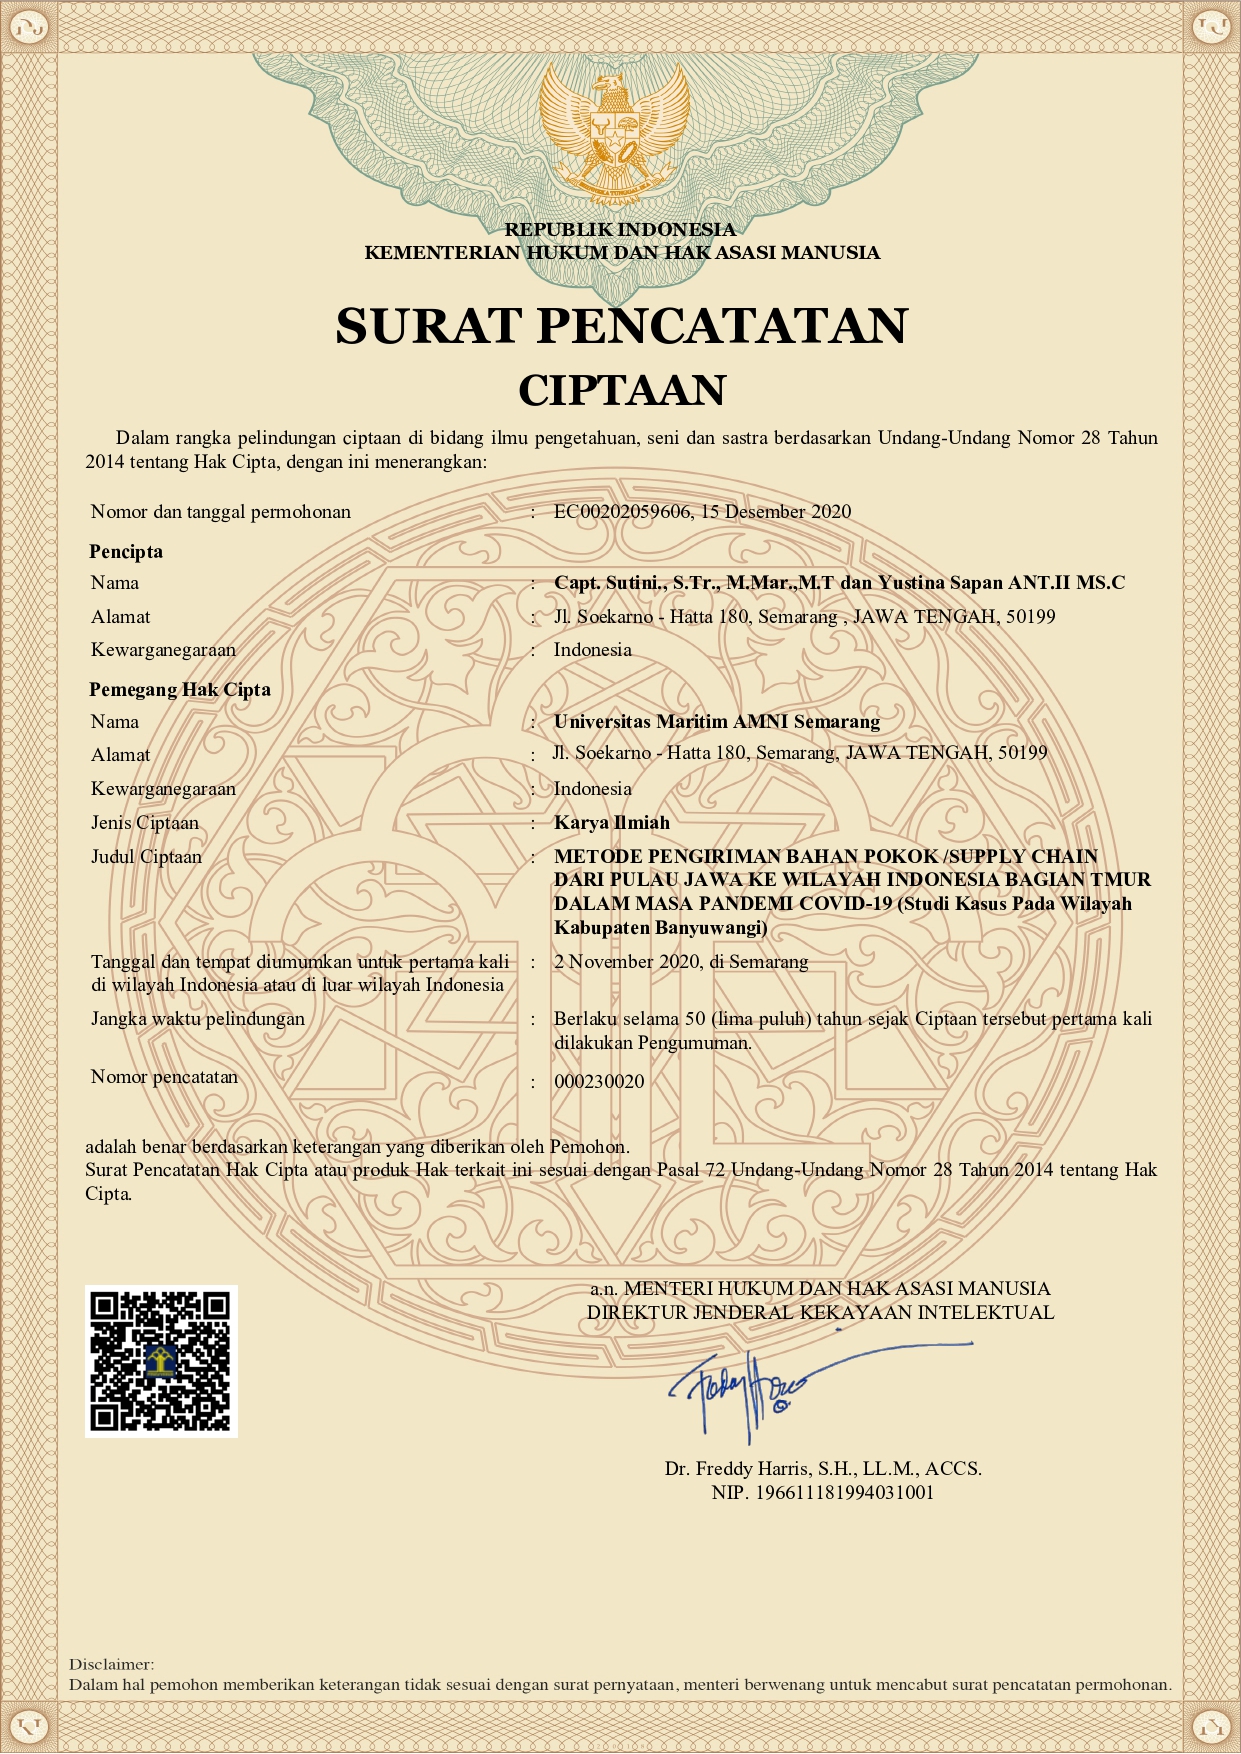 REPUBLIK INDONESIA
KEMENTERIAN HUKUM DAN HAK ASASI MANUSIA
SURAT PENCATATAN
CIPTAAN
Dalam rangka pelindungan ciptaan di bidang ilmu pengetahuan, seni dan sastra berdasarkan Undang-Undang Nomor 28 Tahun
2014 tentang Hak Cipta, dengan ini menerangkan:
Nomor dan tanggal permohonan : EC00202059606, 15 Desember 2020
Pencipta
Nama : Capt. Sutini., S.Tr., M.Mar.,M.T dan Yustina Sapan ANT.II MS.C
Alamat : Jl. Soekarno - Hatta 180, Semarang , JAWA TENGAH, 50199
Kewarganegaraan : Indonesia
Pemegang Hak Cipta
Nama : Universitas Maritim AMNI Semarang
Alamat : Jl. Soekarno - Hatta 180, Semarang, JAWA TENGAH, 50199
Kewarganegaraan : Indonesia
Jenis Ciptaan : Karya Ilmiah
Judul Ciptaan : METODE PENGIRIMAN BAHAN POKOK /SUPPLY CHAIN
DARI PULAU JAWA KE WILAYAH INDONESIA BAGIAN TMUR
DALAM MASA PANDEMI COVID-19 (Studi Kasus Pada Wilayah
Kabupaten Banyuwangi)
Tanggal dan tempat diumumkan untuk pertama kali : 2 November 2020, di Semarang
di wilayah Indonesia atau di luar wilayah Indonesia
Jangka waktu pelindungan : Berlaku selama 50 (lima puluh) tahun sejak Ciptaan tersebut pertama kali
dilakukan Pengumuman.
Nomor pencatatan : 000230020
adalah benar berdasarkan keterangan yang diberikan oleh Pemohon.
Surat Pencatatan Hak Cipta atau produk Hak terkait ini sesuai dengan Pasal 72 Undang-Undang Nomor 28 Tahun 2014 tentang Hak
Cipta.
a.n. MENTERI HUKUM DAN HAK ASASI MANUSIA
DIREKTUR JENDERAL KEKAYAAN INTELEKTUAL
Dr. Freddy Harris, S.H., LL.M., ACCS.
NIP. 196611181994031001
Disclaimer:
Dalam hal pemohon memberikan keterangan tidak sesuai dengan surat pernyataan, menteri berwenang untuk mencabut surat pencatatan permohonan.